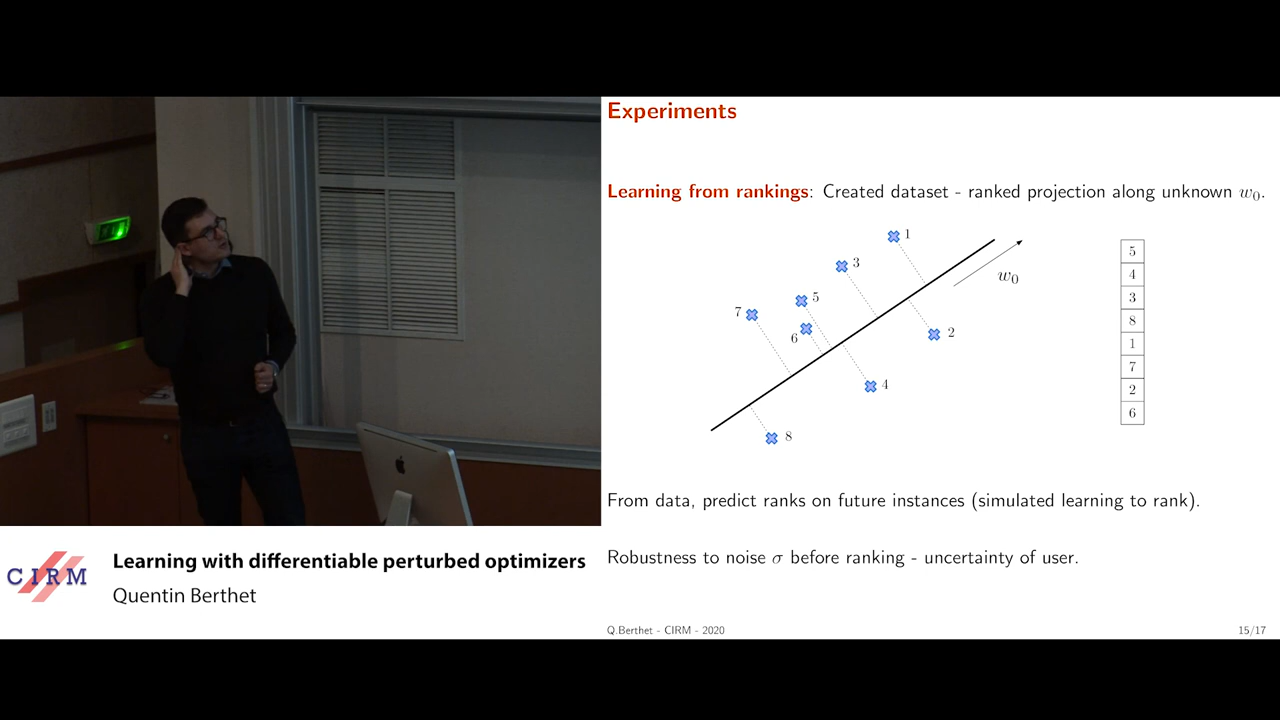 Experiments
Learning from rankings: Created dataset - ranked projection along unknown w0.
1
3
w0
5
7
6
2
4
8
5
4
3
8
1
7
2
6
From data, predict ranks on future instances (simulated learning to rank).
Robustness to noise σ before ranking - uncertainty of user.
Q.Berthet - CIRM - 2020
15/17
CIRM
Learning with differentiable perturbed optimizers
Quentin Berthet